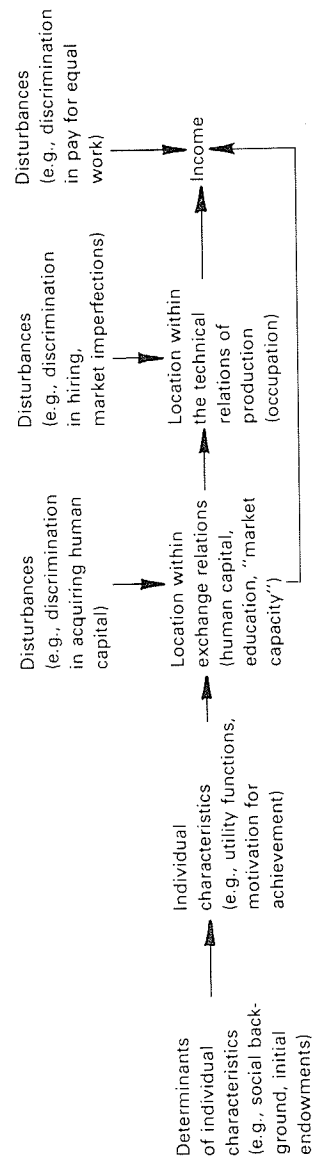 Disturbances
(e.g., discrimination
in acquiring human
capital)
Disturbances
(e.g., discrimination
in hiring,
market imperfections)
Disturbances
(e.g., discrimination
in pay for equal
work)
Determinants
of individual
characteristics
(e.g., social back-
ground, initial
endowments)
Individual
characteristics
(e.g., utility functions,
motivation for
achievement)
Location within
exchange relations
(human capital,
education, "market
capacity")
Location within
the technical
relations of
production
(occupation)
Income